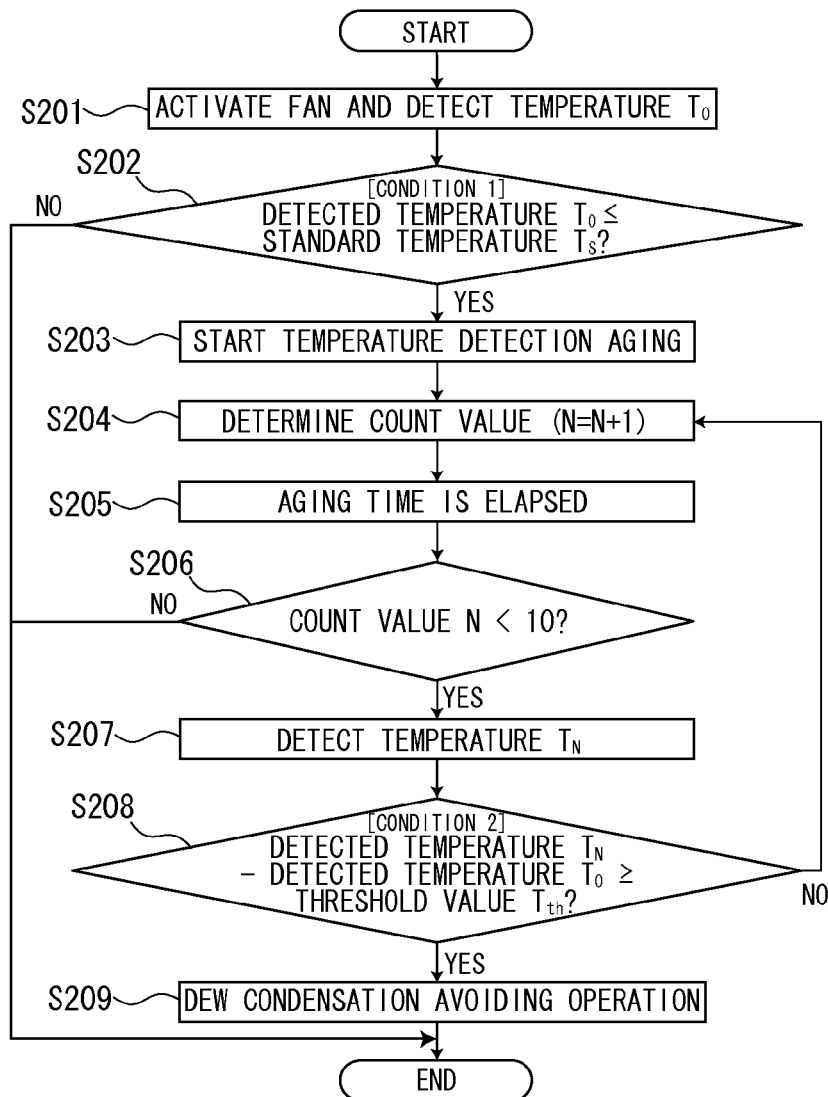 START
S201
ACTIVATE FAN AND DETECT TEMPERATURE T₀
S202
[CONDITION 1]
DETECTED TEMPERATURE T₀ ≤
STANDARD TEMPERATURE Tₛ?
NO
YES
S203
START TEMPERATURE DETECTION AGING
S204
DETERMINE COUNT VALUE (N=N+1)
S205
AGING TIME IS ELAPSED
S206
COUNT VALUE N < 10?
NO
YES
S207
DETECT TEMPERATURE T_N
S208
[CONDITION 2]
DETECTED TEMPERATURE T_N
− DETECTED TEMPERATURE T₀ ≥
THRESHOLD VALUE T_th?
NO
YES
S209
DEW CONDENSATION AVOIDING OPERATION
END